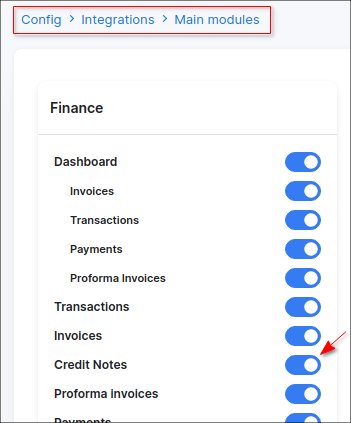 Config > Integrations > Main modules
Finance
Dashboard
Invoices
Transactions
Payments
Proforma Invoices
Transactions
Invoices
Credit Notes
Proforma invoices
Payments